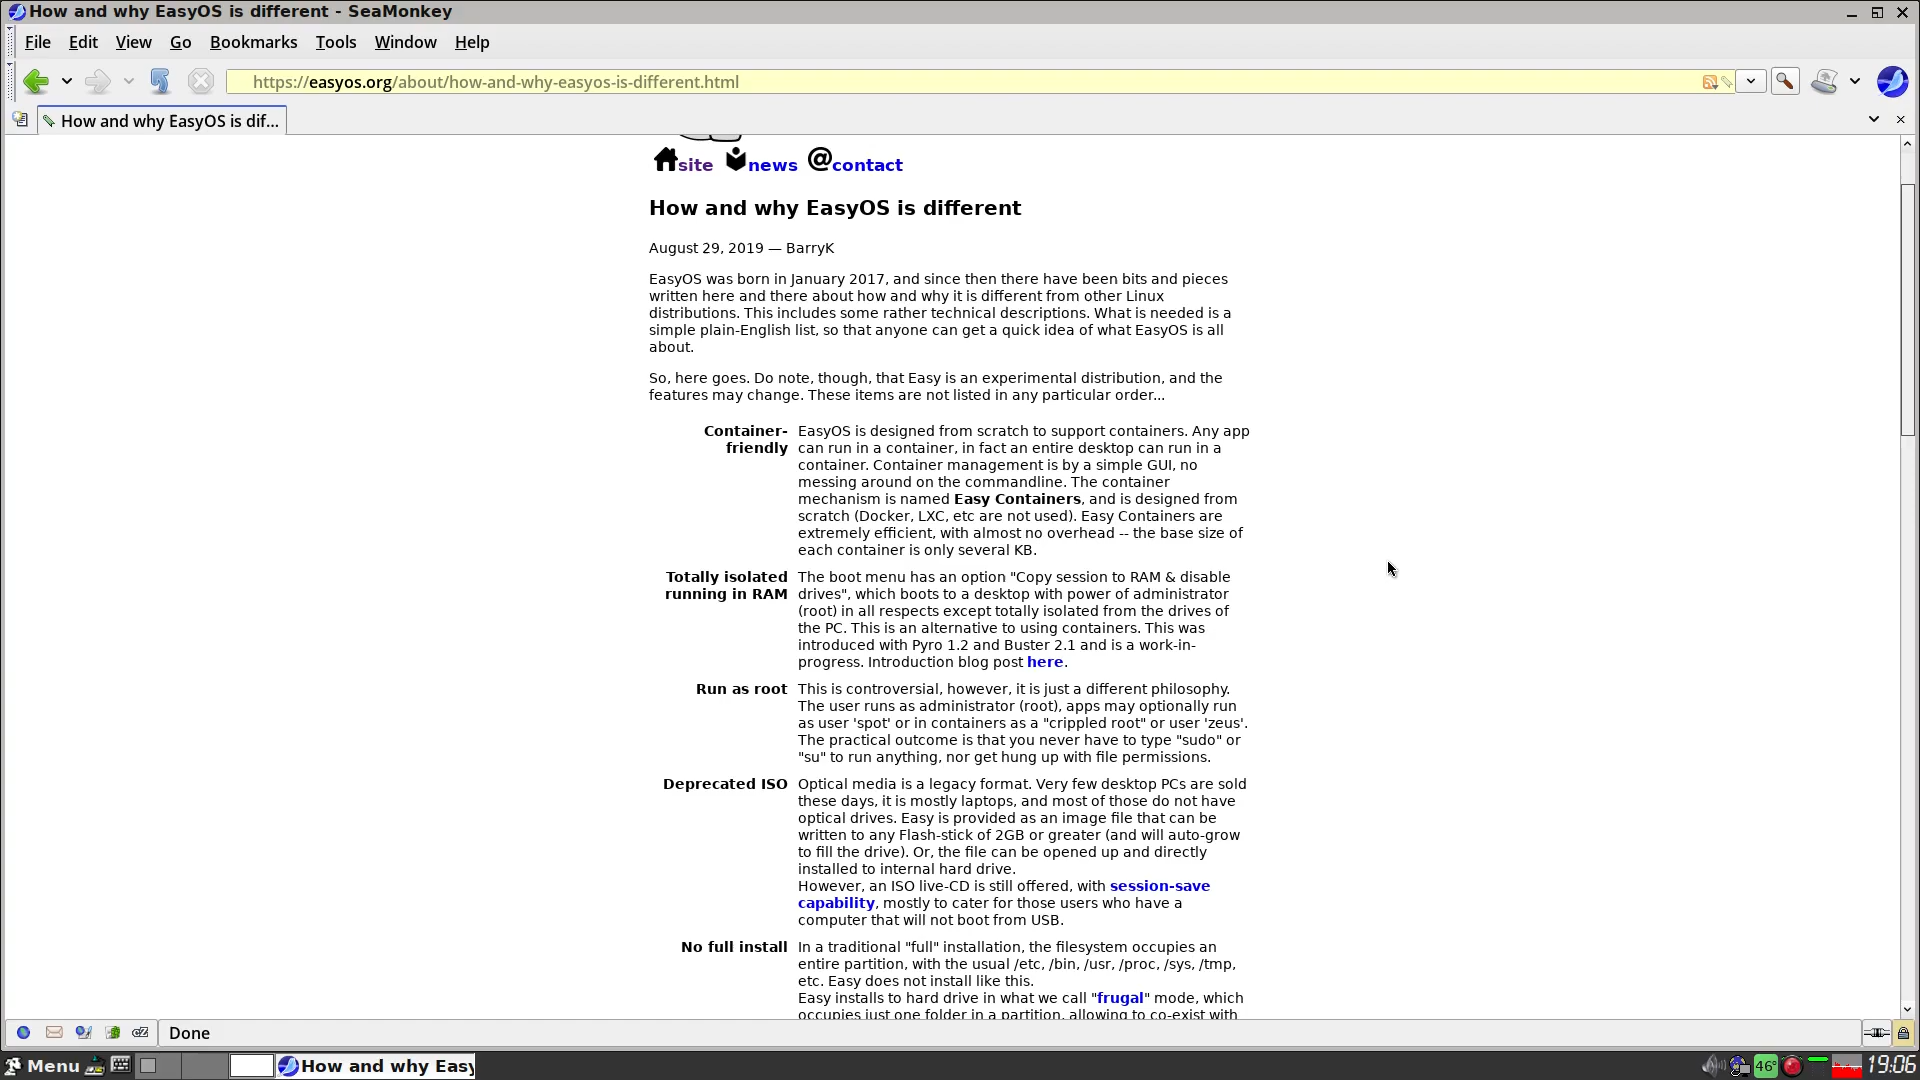 How and why EasyOS is different - SeaMonkey
File Edit View Go Bookmarks Tools Window Help
https://easyos.org/about/how-and-why-easyos-is-different.html
How and why EasyOS is dif...
site news @contact
How and why EasyOS is different
August 29, 2019 — BarryK
EasyOS was born in January 2017, and since then there have been bits and pieces
written here and there about how and why it is different from other Linux
distributions. This includes some rather technical descriptions. What is needed is a
simple plain-English list, so that anyone can get a quick idea of what EasyOS is all
about.
So, here goes. Do note, though, that Easy is an experimental distribution, and the
features may change. These items are not listed in any particular order...
Container-
friendly
EasyOS is designed from scratch to support containers. Any app
can run in a container, in fact an entire desktop can run in a
container. Container management is by a simple GUI, no
messing around on the commandline. The container
mechanism is named Easy Containers, and is designed from
scratch (Docker, LXC, etc are not used). Easy Containers are
extremely efficient, with almost no overhead -- the base size of
each container is only several KB.
Totally isolated
running in RAM
The boot menu has an option "Copy session to RAM & disable
drives", which boots to a desktop with power of administrator
(root) in all respects except totally isolated from the drives of
the PC. This is an alternative to using containers. This was
introduced with Pyro 1.2 and Buster 2.1 and is a work-in-
progress. Introduction blog post here.
Run as root
This is controversial, however, it is just a different philosophy.
The user runs as administrator (root), apps may optionally run
as user 'spot' or in containers as a "crippled root" or user 'zeus'.
The practical outcome is that you never have to type "sudo" or
"su" to run anything, nor get hung up with file permissions.
Deprecated ISO
Optical media is a legacy format. Very few desktop PCs are sold
these days, it is mostly laptops, and most of those do not have
optical drives. Easy is provided as an image file that can be
written to any Flash-stick of 2GB or greater (and will auto-grow
to fill the drive). Or, the file can be opened up and directly
installed to internal hard drive.
However, an ISO live-CD is still offered, with session-save
capability, mostly to cater for those users who have a
computer that will not boot from USB.
No full install
In a traditional "full" installation, the filesystem occupies an
entire partition, with the usual /etc, /bin, /usr, /proc, /sys, /tmp,
etc. Easy does not install like this.
Easy installs to hard drive in what we call "frugal" mode, which
occupies just one folder in a partition, allowing to co-exist with
cZ Done
Menu How and why Easy 46° 19:06